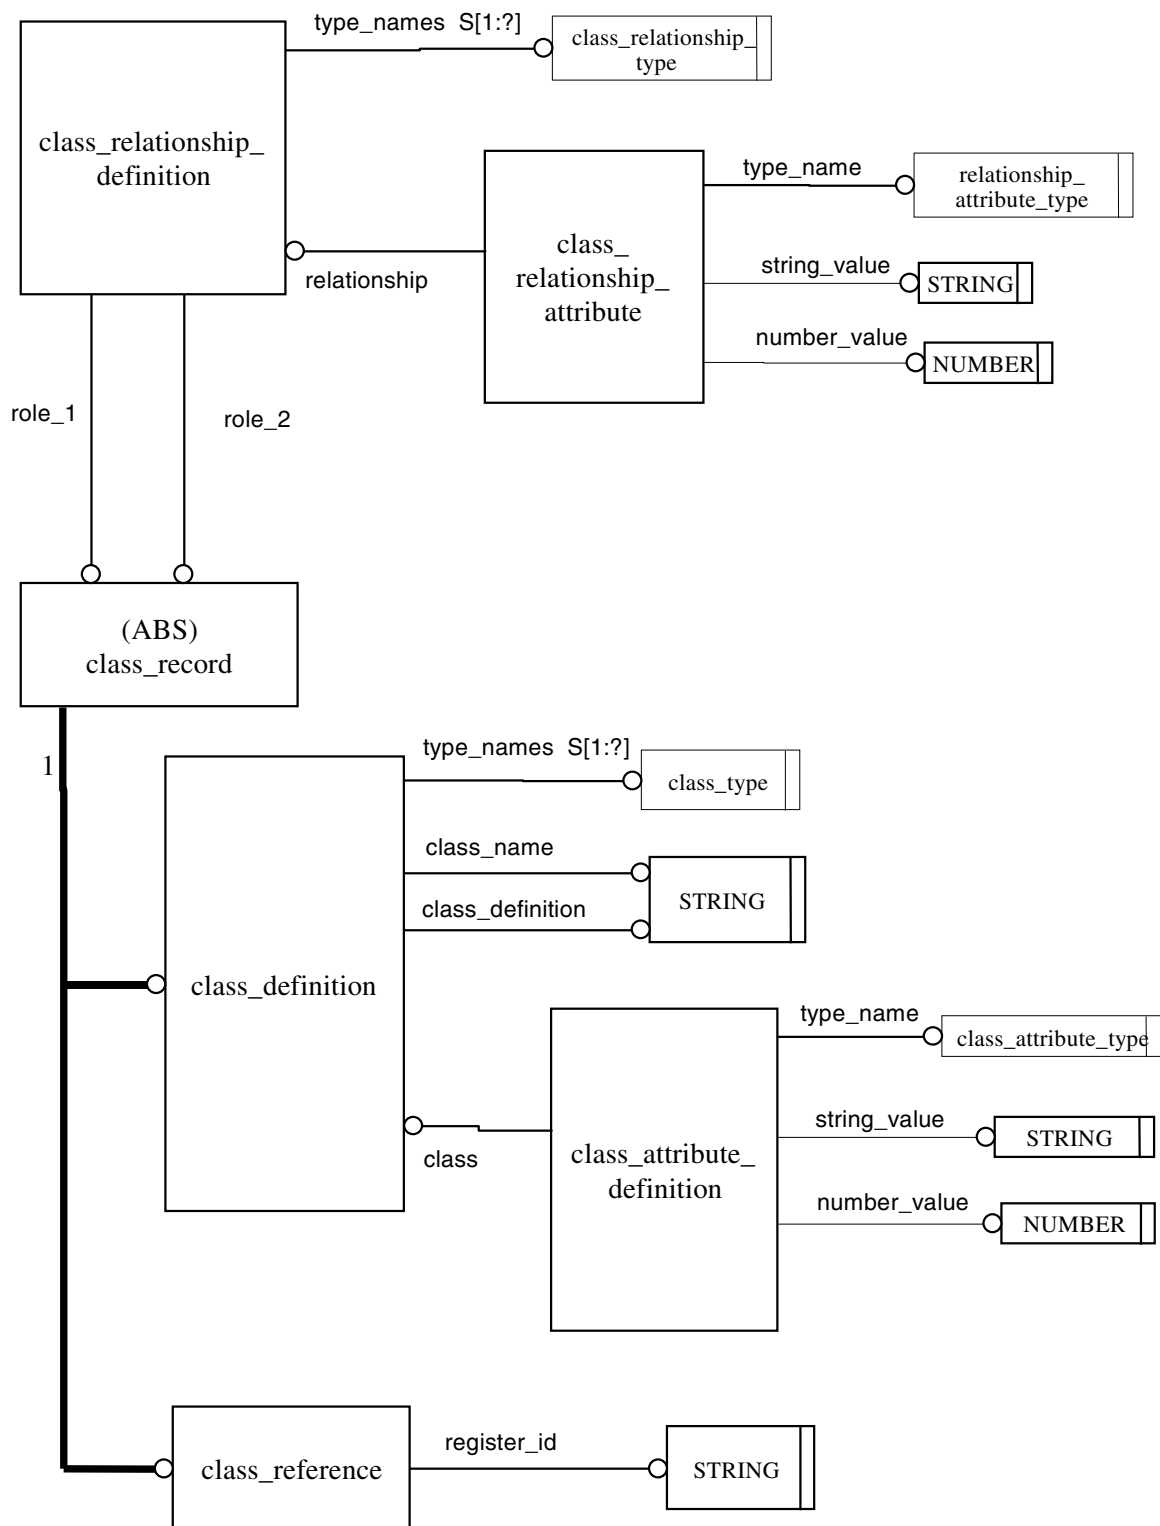 type_names S[1:?]
class_relationship_
type
class_relationship_
definition
type_name
relationship_
attribute_type
class_
relationship_
attribute
string_value
STRING
relationship
number_value
NUMBER
role_1
role_2
(ABS)
class_record
1
type_names S[1:?]
class_type
class_name
STRING
class_definition
class_definition
type_name
class_attribute_type
string_value
STRING
class
class_attribute_
definition
number_value
NUMBER
register_id
class_reference
STRING